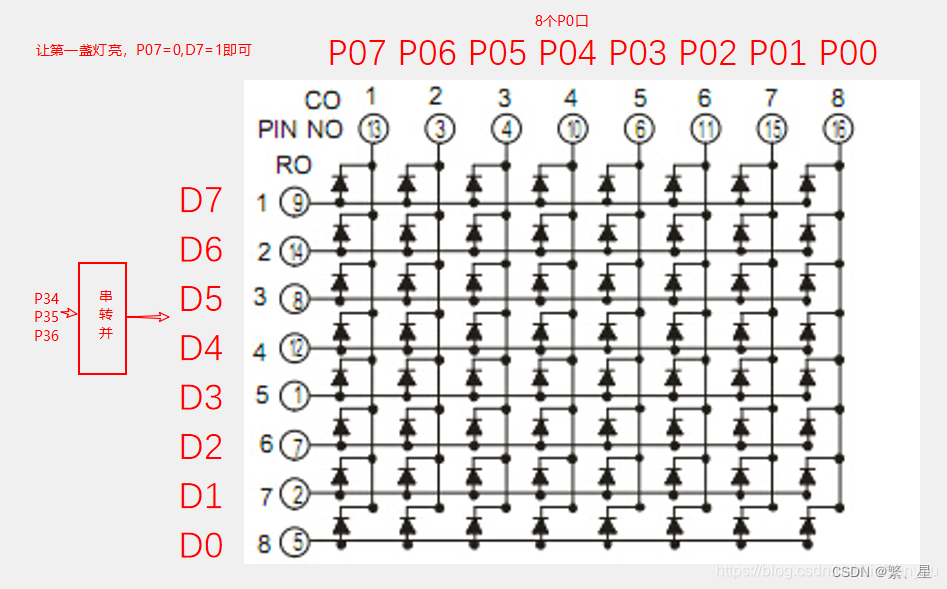 8个P0口
让第一盏灯亮，P07=0,D7=1即可
P07 P06 P05 P04 P03 P02 P01 P00
CO 1 2 3 4 5 6 7 8
PIN NO 13 3 4 10 6 11 15 16
RO
D7 1 9
D6 2 14
D5 3 8
D4 4 12
D3 5 1
D2 6 7
D1 7 2
D0 8 5
P34
P35
P36
串
转
并
https://blog.csdn
CSDN @繁、星